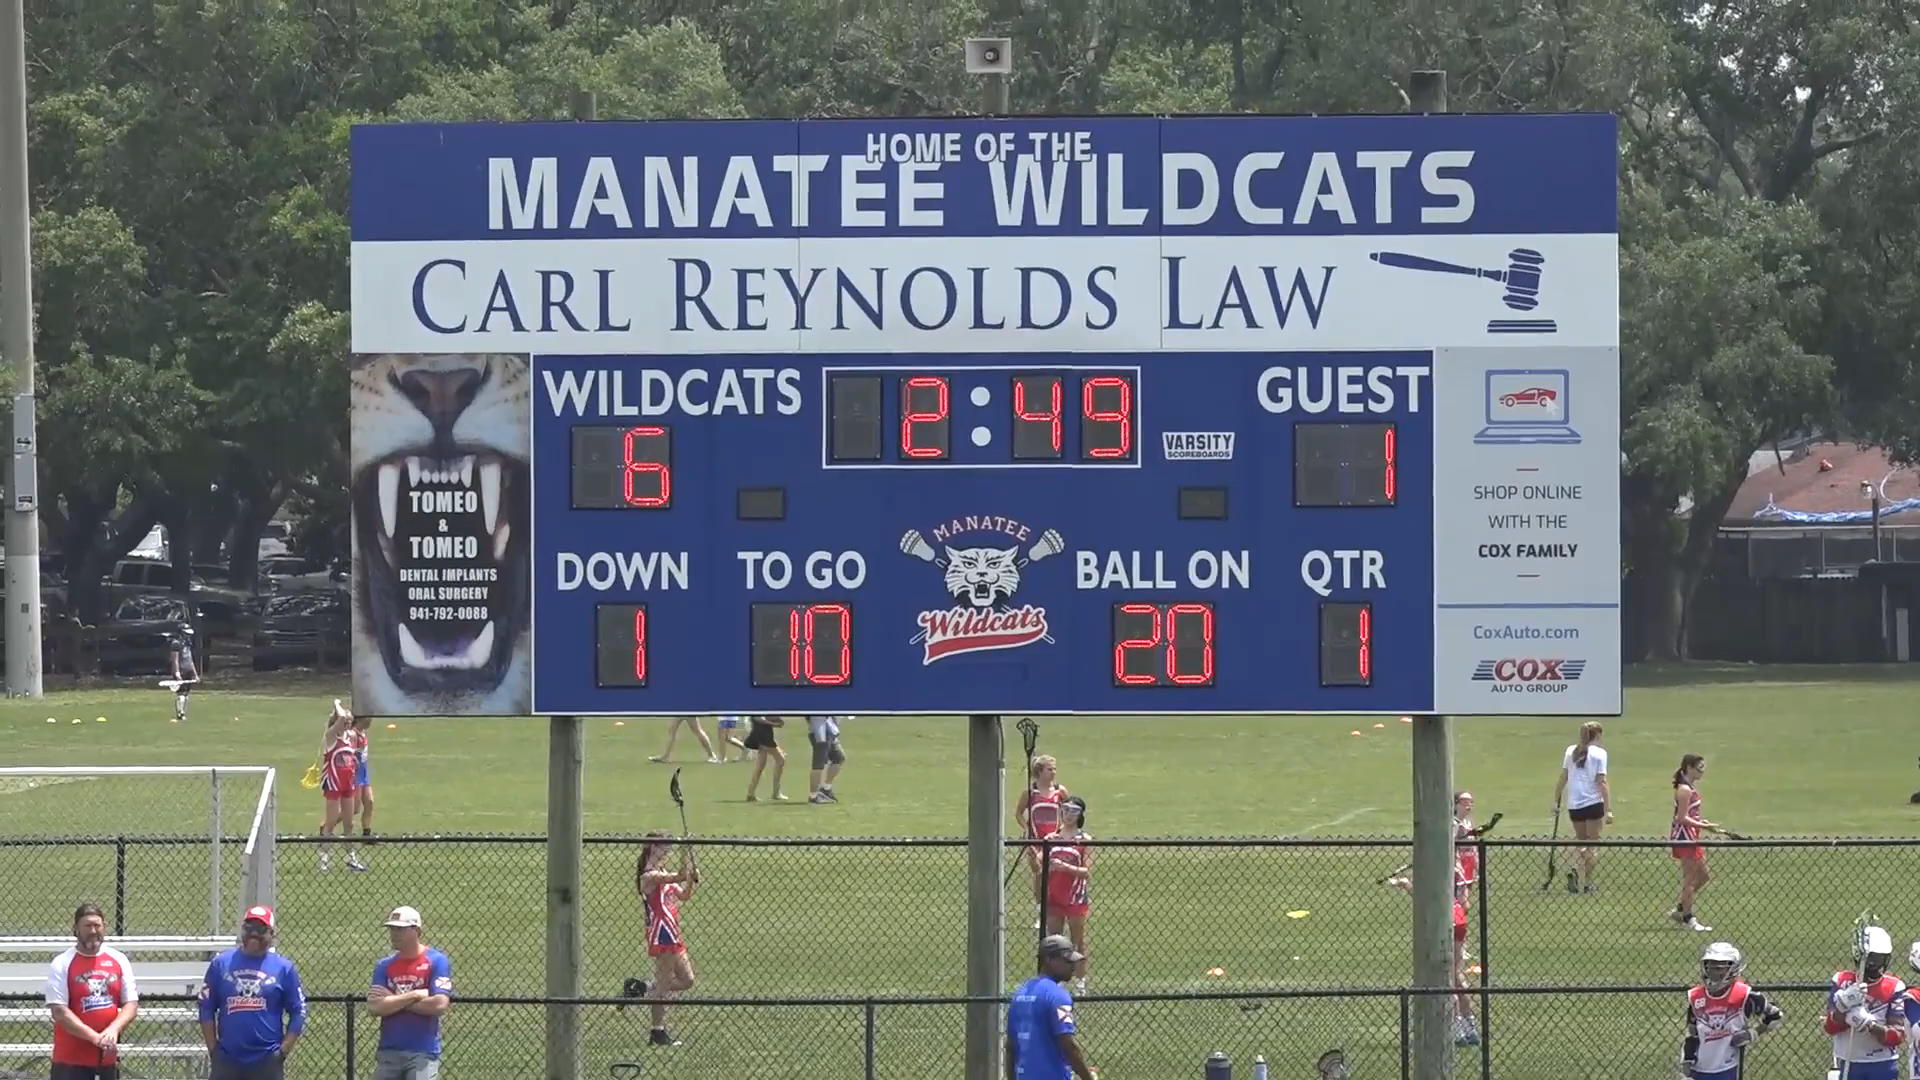 HOME OF THE
MANATEE WILDCATS
CARL REYNOLDS LAW
WILDCATS
2:49
GUEST
6
VARSITY
SCOREBOARDS
1
DOWN
TO GO
BALL ON
QTR
1
10
20
1
MANATEE
Wildcats
TOMEO
&
TOMEO
DENTAL IMPLANTS
ORAL SURGERY
941-792-0088
SHOP ONLINE
WITH THE
COX FAMILY
CoxAuto.com
COX
AUTO GROUP